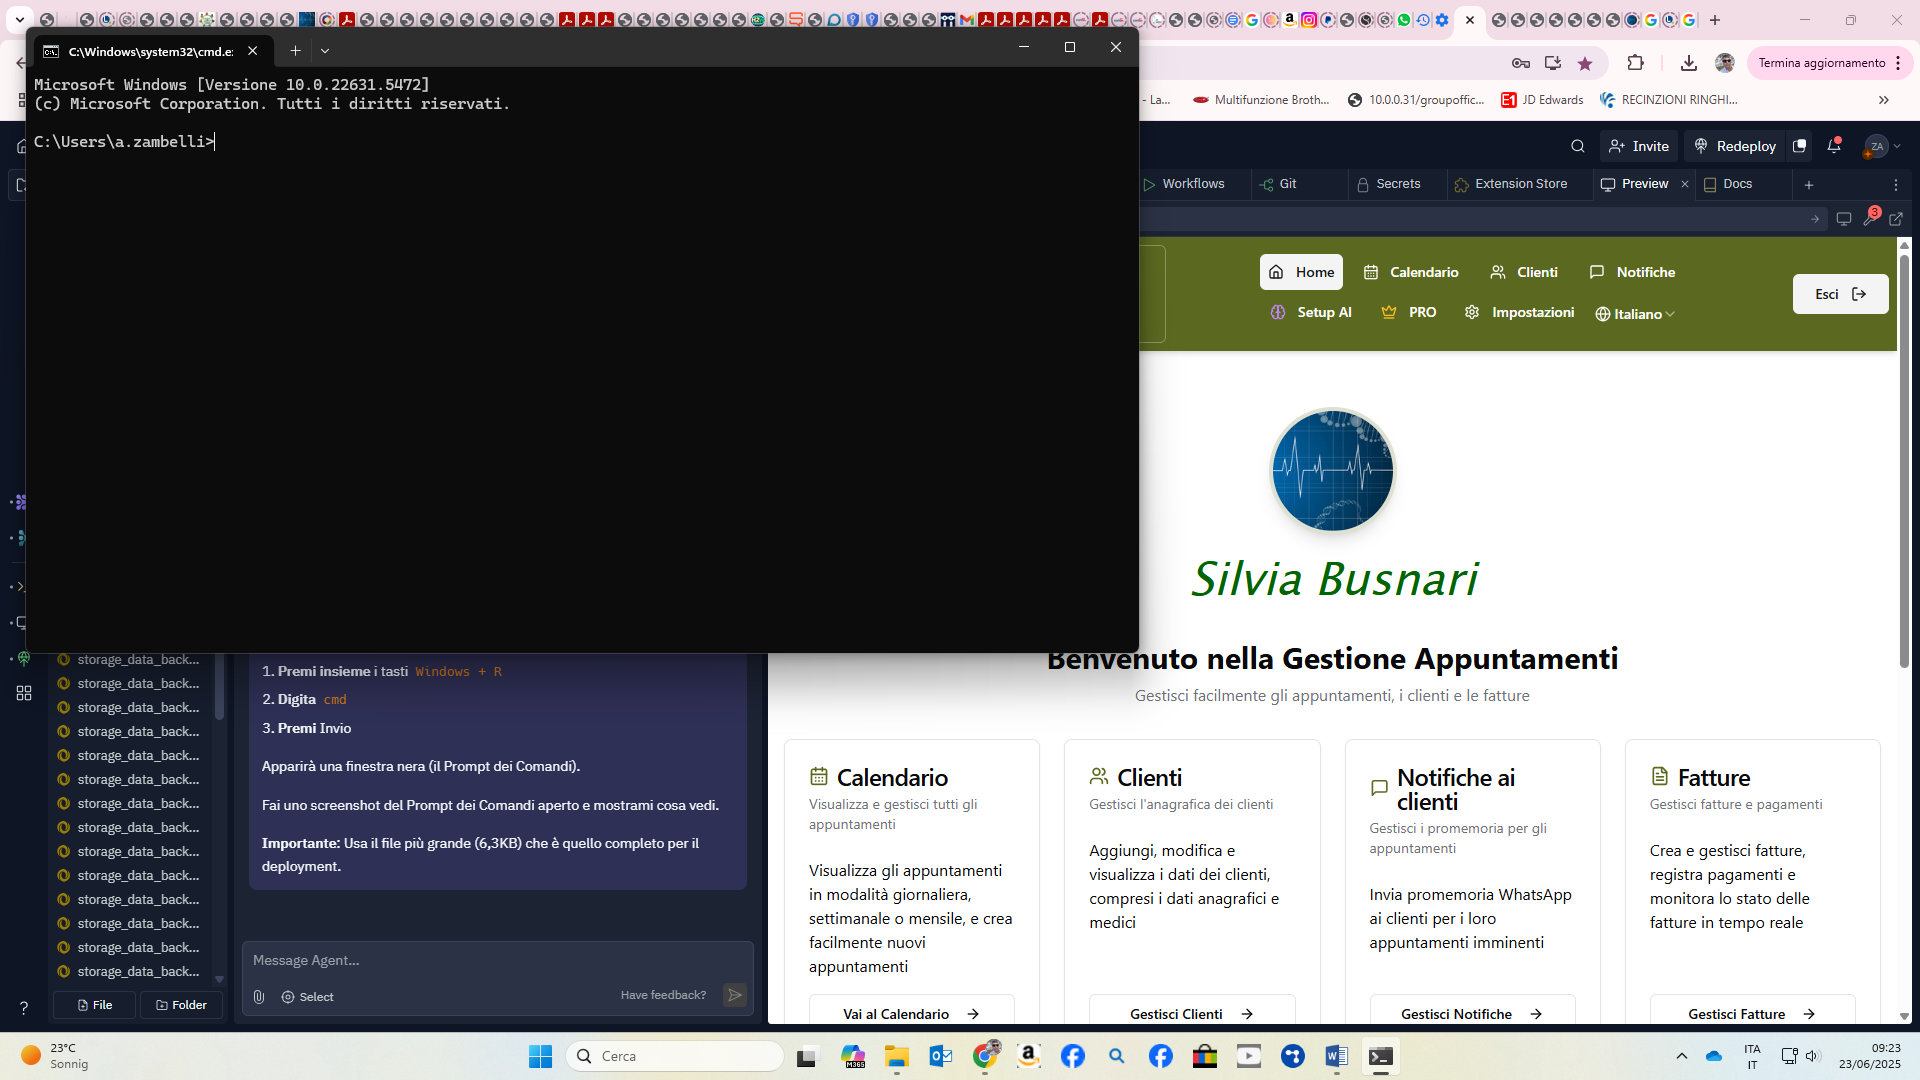 C:\Windows\system32\cmd.e:
Microsoft Windows [Versione 10.0.22631.5472]
(c) Microsoft Corporation. Tutti i diritti riservati.
C:\Users\a.zambelli>
Termina aggiornamento
- La...
Multifunzione Broth...
10.0.0.31/groupoffic...
JD Edwards
RECINZIONI RINGHI...
Invite
Redeploy
ZA
Workflows
Git
Secrets
Extension Store
Preview
Docs
3
Home
Calendario
Clienti
Notifiche
Setup AI
PRO
Impostazioni
Italiano
Esci
Silvia Busnari
Benvenuto nella Gestione Appuntamenti
Gestisci facilmente gli appuntamenti, i clienti e le fatture
Calendario
Visualizza e gestisci tutti gli
appuntamenti
Visualizza gli appuntamenti
in modalità giornaliera,
settimanale o mensile, e crea
facilmente nuovi
appuntamenti
Vai al Calendario
Clienti
Gestisci l'anagrafica dei clienti
Aggiungi, modifica e
visualizza i dati dei clienti,
compresi i dati anagrafici e
medici
Gestisci Clienti
Notifiche ai
clienti
Gestisci i promemoria per gli
appuntamenti
Invia promemoria WhatsApp
ai clienti per i loro
appuntamenti imminenti
Gestisci Notifiche
Fatture
Gestisci fatture e pagamenti
Crea e gestisci fatture,
registra pagamenti e
monitora lo stato delle
fatture in tempo reale
Gestisci Fatture
storage_data_back...
storage_data_back...
storage_data_back...
storage_data_back...
storage_data_back...
storage_data_back...
storage_data_back...
storage_data_back...
storage_data_back...
storage_data_back...
storage_data_back...
storage_data_back...
storage_data_back...
storage_data_back...
File
Folder
1. Premi insieme i tasti Windows + R
2. Digita cmd
3. Premi Invio
Apparirà una finestra nera (il Prompt dei Comandi).
Fai uno screenshot del Prompt dei Comandi aperto e mostrami cosa vedi.
Importante: Usa il file più grande (6,3KB) che è quello completo per il
deployment.
Message Agent...
Select
Have feedback?
23°C
Sonnig
Cerca
M365
ITA
IT
09:23
23/06/2025